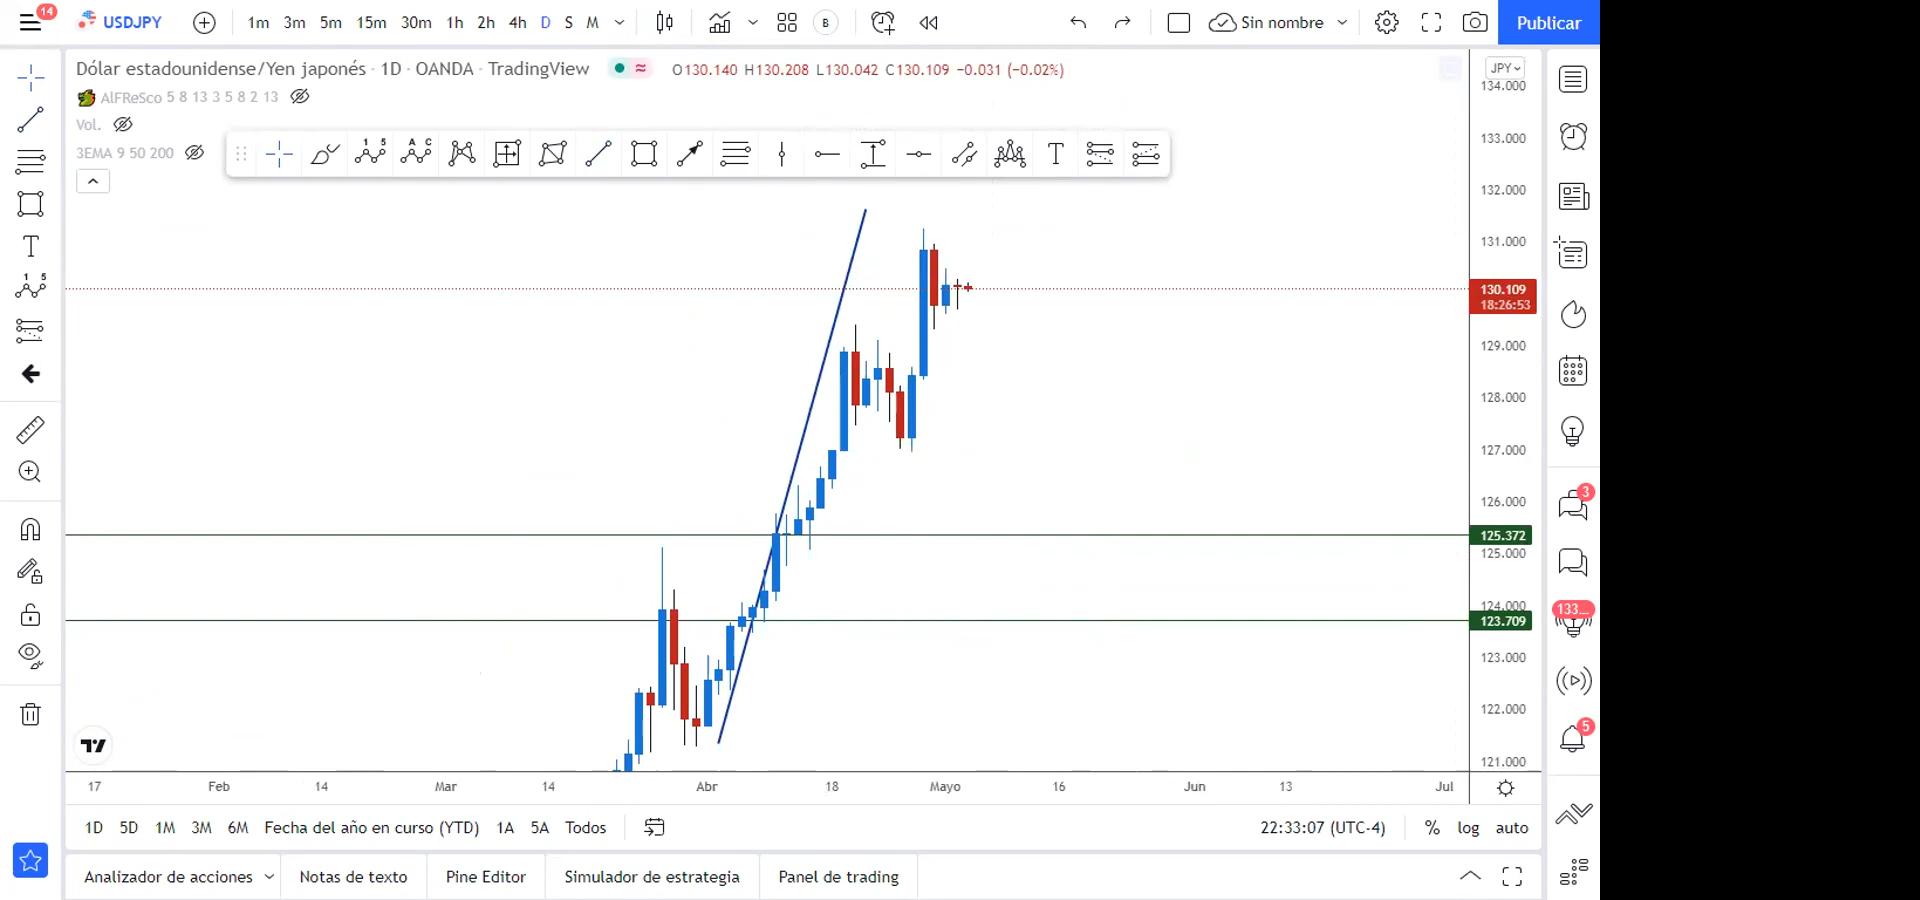 14
USDJPY
1m 3m 5m 15m 30m 1h 2h 4h D S M
B
Sin nombre
Publicar
Dólar estadounidense/Yen japonés · 1D · OANDA · TradingView
O130.140 H130.208 L130.042 C130.109 −0.031 (−0.02%)
JPY
AlFReSco 5 8 13 3 5 8 2 13
Vol.
3EMA 9 50 200
1 5
A C
T
T
1 5
134.000
133.000
132.000
131.000
130.109
18:26:53
129.000
128.000
127.000
126.000
125.372
125.000
124.000
123.709
123.000
122.000
121.000
3
133...
5
17 Feb 14 Mar 14 Abr 18 Mayo 16 Jun 13 Jul
1D 5D 1M 3M 6M Fecha del año en curso (YTD) 1A 5A Todos
22:33:07 (UTC-4) % log auto
Analizador de acciones Notas de texto Pine Editor Simulador de estrategia Panel de trading